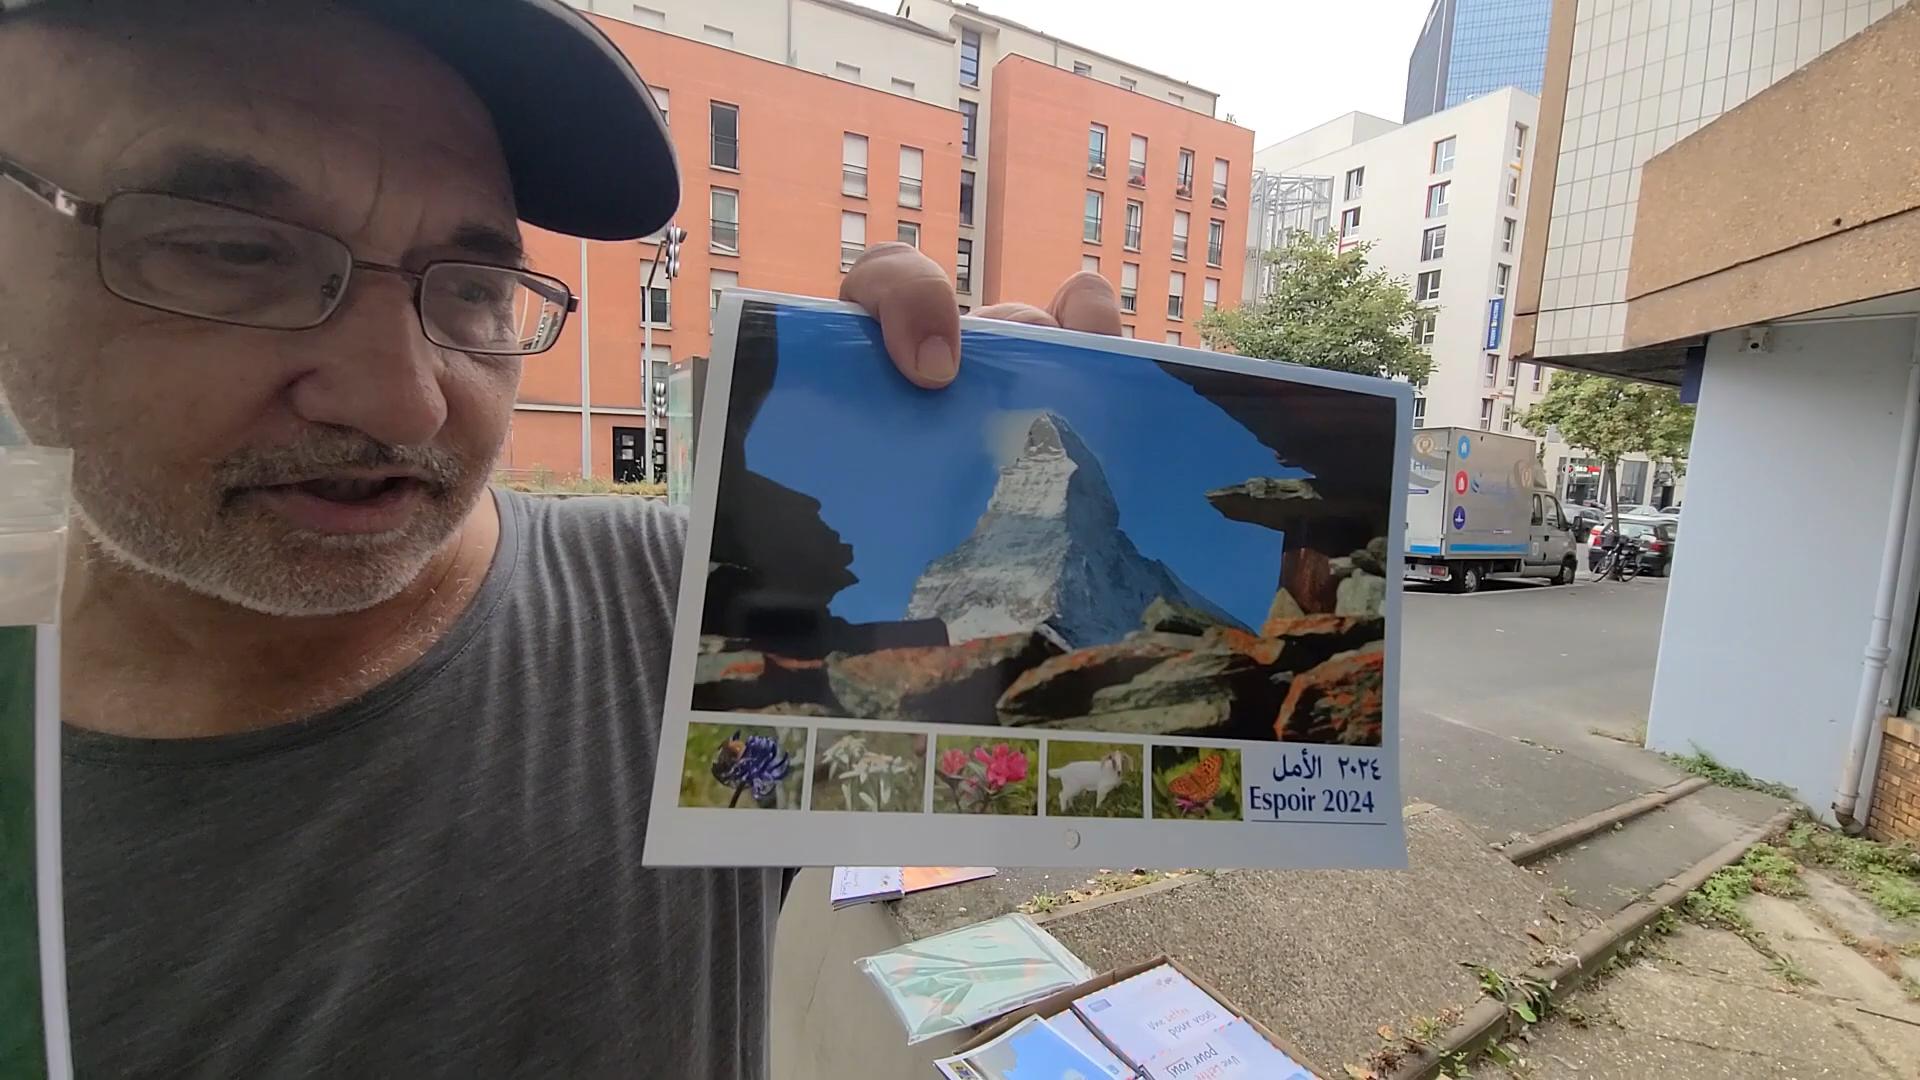 الأمل ٢٠٢٤
Espoir 2024
Une lettre
pour vous
Une lettre
pour vous